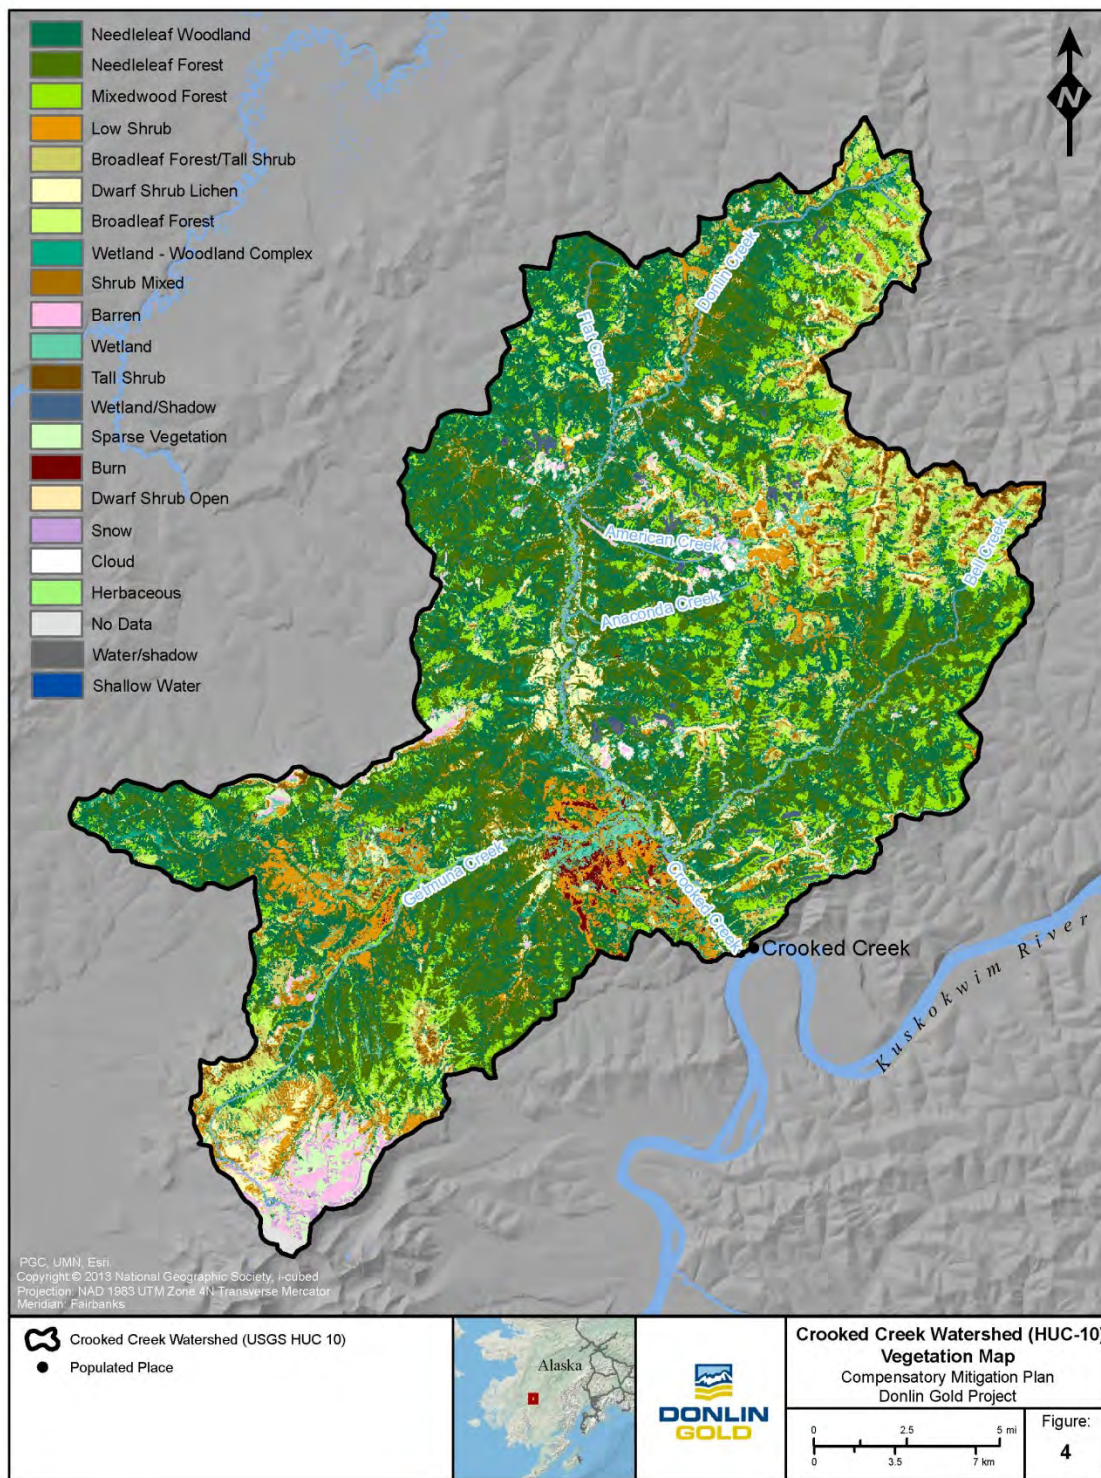 Needleleaf Woodland
Needleleaf Forest
Mixedwood Forest
Low Shrub
Broadleaf Forest/Tall Shrub
Dwarf Shrub Lichen
Broadleaf Forest
Wetland - Woodland Complex
Shrub Mixed
Barren
Wetland
Tall Shrub
Wetland/Shadow
Sparse Vegetation
Burn
Dwarf Shrub Open
Snow
Cloud
Herbaceous
No Data
Water/shadow
Shallow Water
N
Donlin Creek
Flat Creek
American Creek
Bell Creek
Anaconda Creek
Getmuna Creek
Crooked Creek
Crooked Creek
Kuskokwim River
PGC, UMN, Esri
Copyright:© 2013 National Geographic Society, i-cubed
Projection: NAD 1983 UTM Zone 4N Transverse Mercator
Meridian: Fairbanks
Crooked Creek Watershed (USGS HUC 10)
Populated Place
Alaska
DONLIN
GOLD
Crooked Creek Watershed (HUC-10)
Vegetation Map
Compensatory Mitigation Plan
Donlin Gold Project
0 2.5 5 mi
0 3.5 7 km
Figure:
4